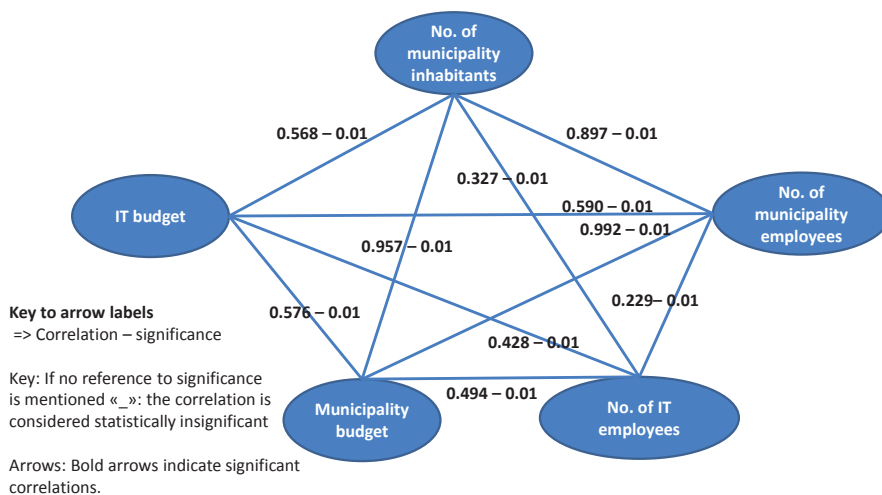 No. of
municipality
inhabitants
0.568 – 0.01
0.897 – 0.01
0.327 – 0.01
IT budget
0.590 – 0.01
No. of
municipality
employees
0.992 – 0.01
0.957 – 0.01
0.576 – 0.01
0.229– 0.01
Key to arrow labels
=> Correlation – significance
0.428 – 0.01
Key: If no reference to significance
is mentioned «_»: the correlation is
considered statistically insignificant
0.494 – 0.01
Municipality
budget
No. of IT
employees
Arrows: Bold arrows indicate significant
correlations.